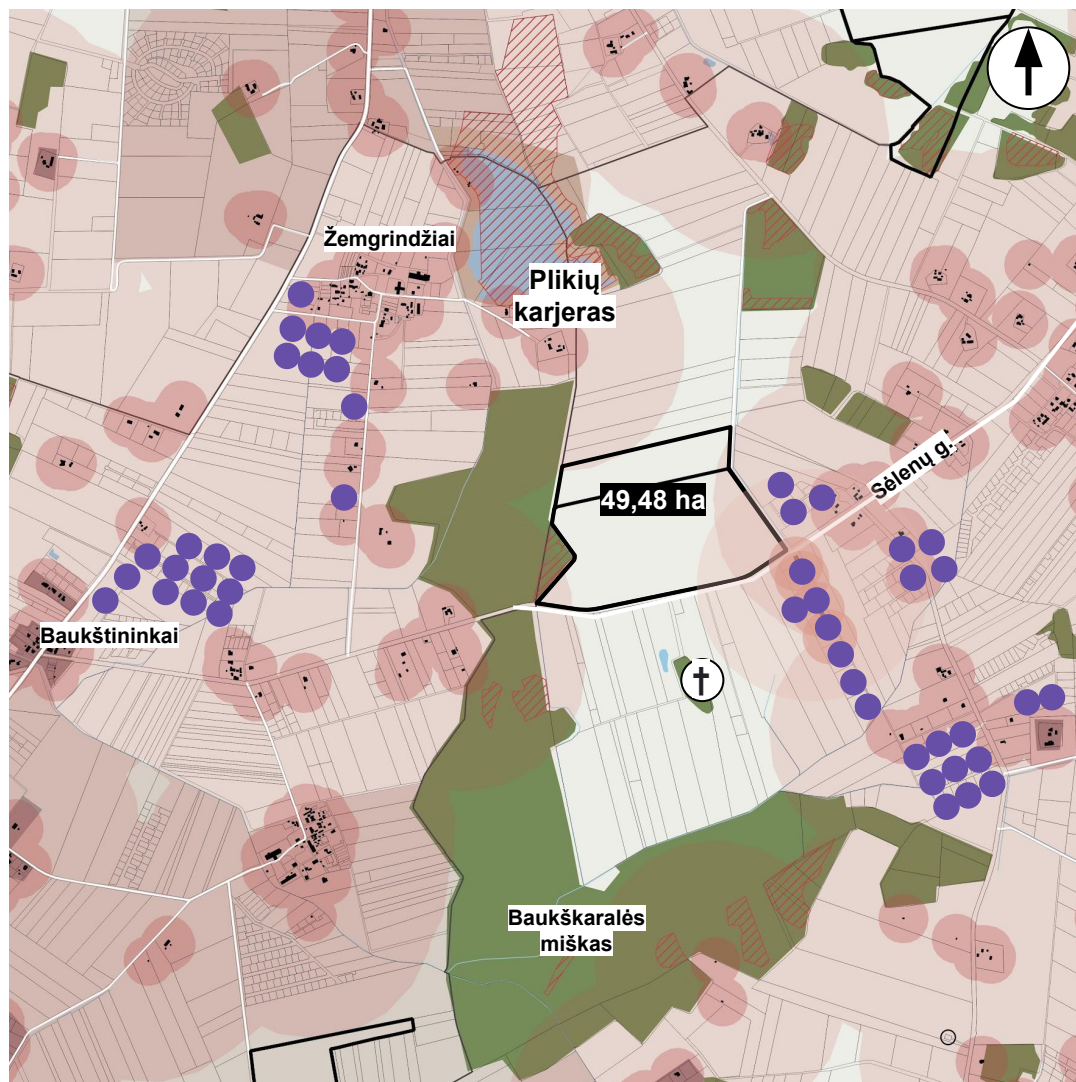 Žemgrindžiai
Plikių
karjeras
Sėlenų g.
49,48 ha
Baukštininkai
Baukškaralės
miškas